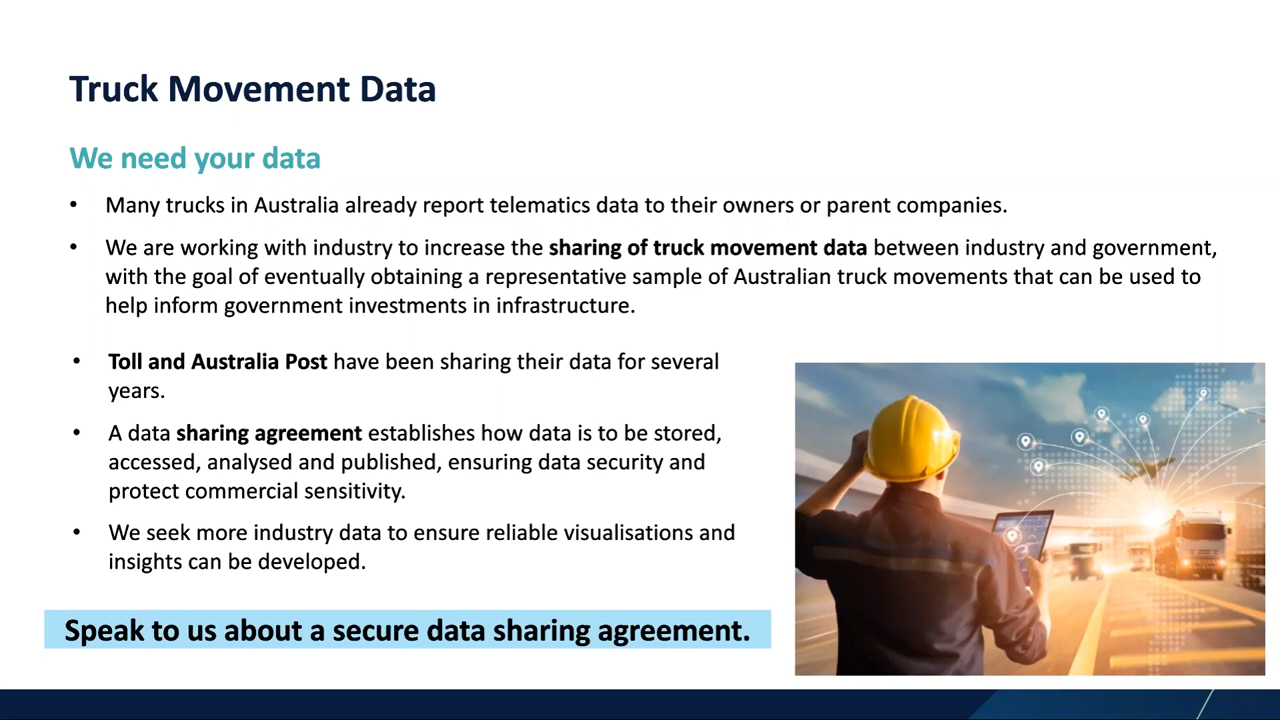 Truck Movement Data
We need your data
• Many trucks in Australia already report telematics data to their owners or parent companies.
• We are working with industry to increase the sharing of truck movement data between industry and government,
with the goal of eventually obtaining a representative sample of Australian truck movements that can be used to
help inform government investments in infrastructure.
• Toll and Australia Post have been sharing their data for several
years.
• A data sharing agreement establishes how data is to be stored,
accessed, analysed and published, ensuring data security and
protect commercial sensitivity.
• We seek more industry data to ensure reliable visualisations and
insights can be developed.
Speak to us about a secure data sharing agreement.